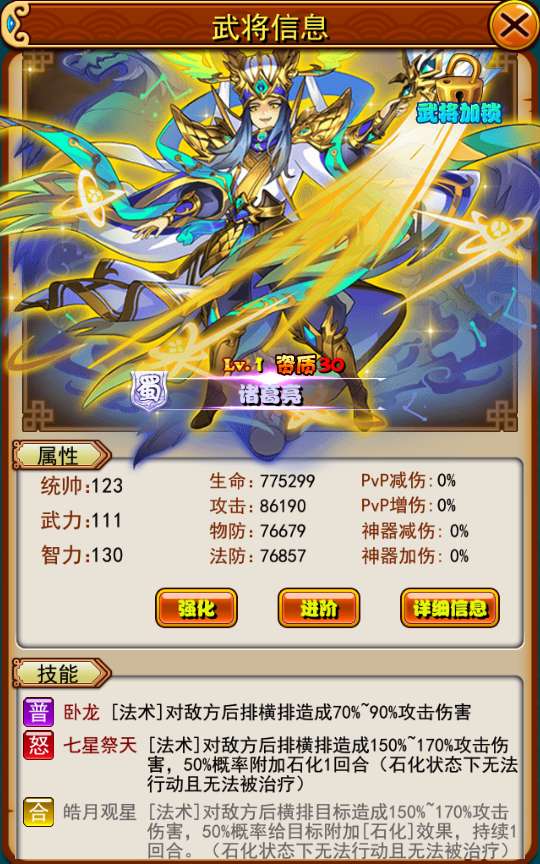 武将信息
武将加锁
Lv.1 资质30
蜀
诸葛亮
属性
统帅:123
生命: 775299
PvP减伤: 0%
武力:111
攻击: 86190
PvP增伤: 0%
物防: 76679
神器减伤: 0%
智力:130
法防: 76857
神器加伤: 0%
强化
进阶
详细信息
技能
普 卧龙 [法术]对敌方后排横排造成70%~90%攻击伤害
怒 七星祭天 [法术]对敌方后排横排造成150%~170%攻击伤
害，50%概率附加石化1回合（石化状态下无法
行动且无法被治疗）
合 皓月观星 [法术]对敌方后横排目标造成150%~170%攻击
伤害，50%概率给目标附加[石化]效果，持续1
回合。（石化状态下无法行动且无法被治疗）